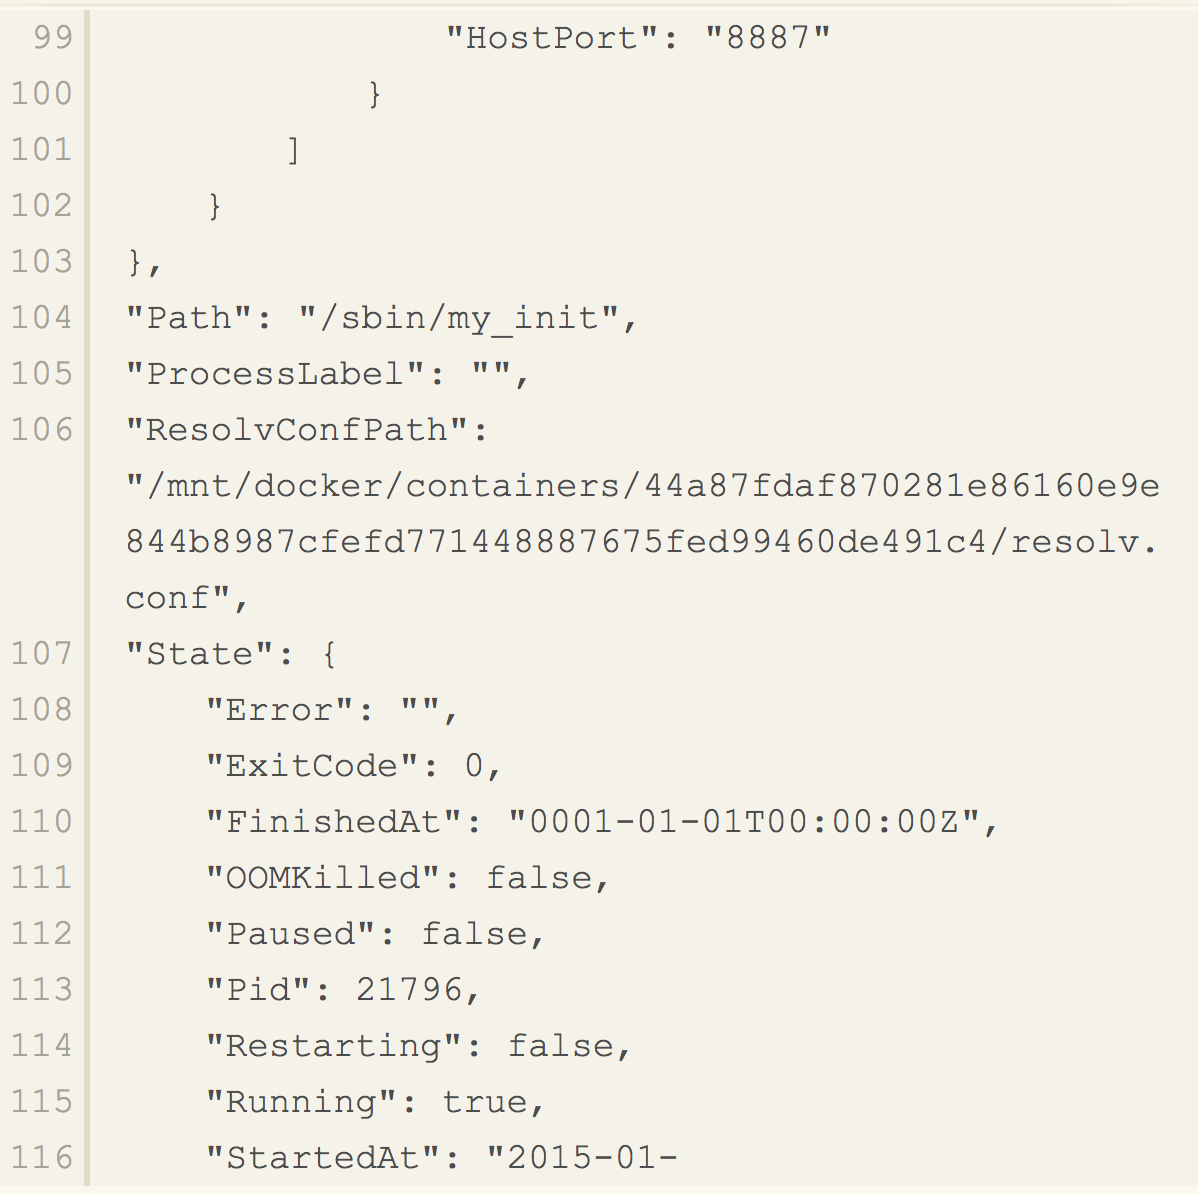 99 "HostPort": "8887"
100 }
101 ]
102 }
103 },
104 "Path": "/sbin/my_init",
105 "ProcessLabel": "",
106 "ResolvConfPath":
"/mnt/docker/containers/44a87fdaf870281e86160e9e
844b8987cfefd771448887675fed99460de491c4/resolv.
conf",
107 "State": {
108 "Error": "",
109 "ExitCode": 0,
110 "FinishedAt": "0001-01-01T00:00:00Z",
111 "OOMKilled": false,
112 "Paused": false,
113 "Pid": 21796,
114 "Restarting": false,
115 "Running": true,
116 "StartedAt": "2015-01-